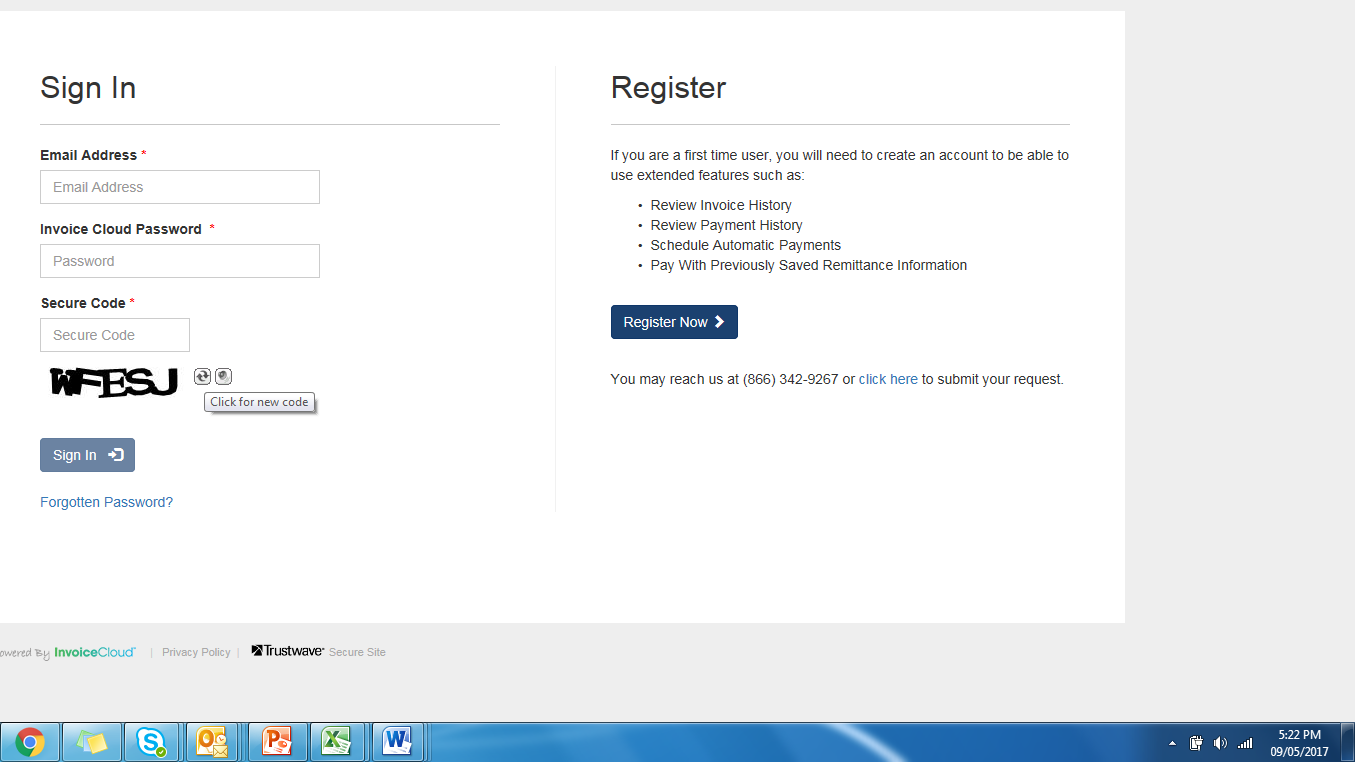 Sign In
Email Address *
Email Address
Invoice Cloud Password *
Password
Secure Code *
Secure Code
WFESJ
Click for new code
Sign In
Forgotten Password?
Register
If you are a first time user, you will need to create an account to be able to
use extended features such as:
• Review Invoice History
• Review Payment History
• Schedule Automatic Payments
• Pay With Previously Saved Remittance Information
Register Now
You may reach us at (866) 342-9267 or click here to submit your request.
owered By InvoiceCloud | Privacy Policy | Trustwave Secure Site
5:22 PM
09/05/2017